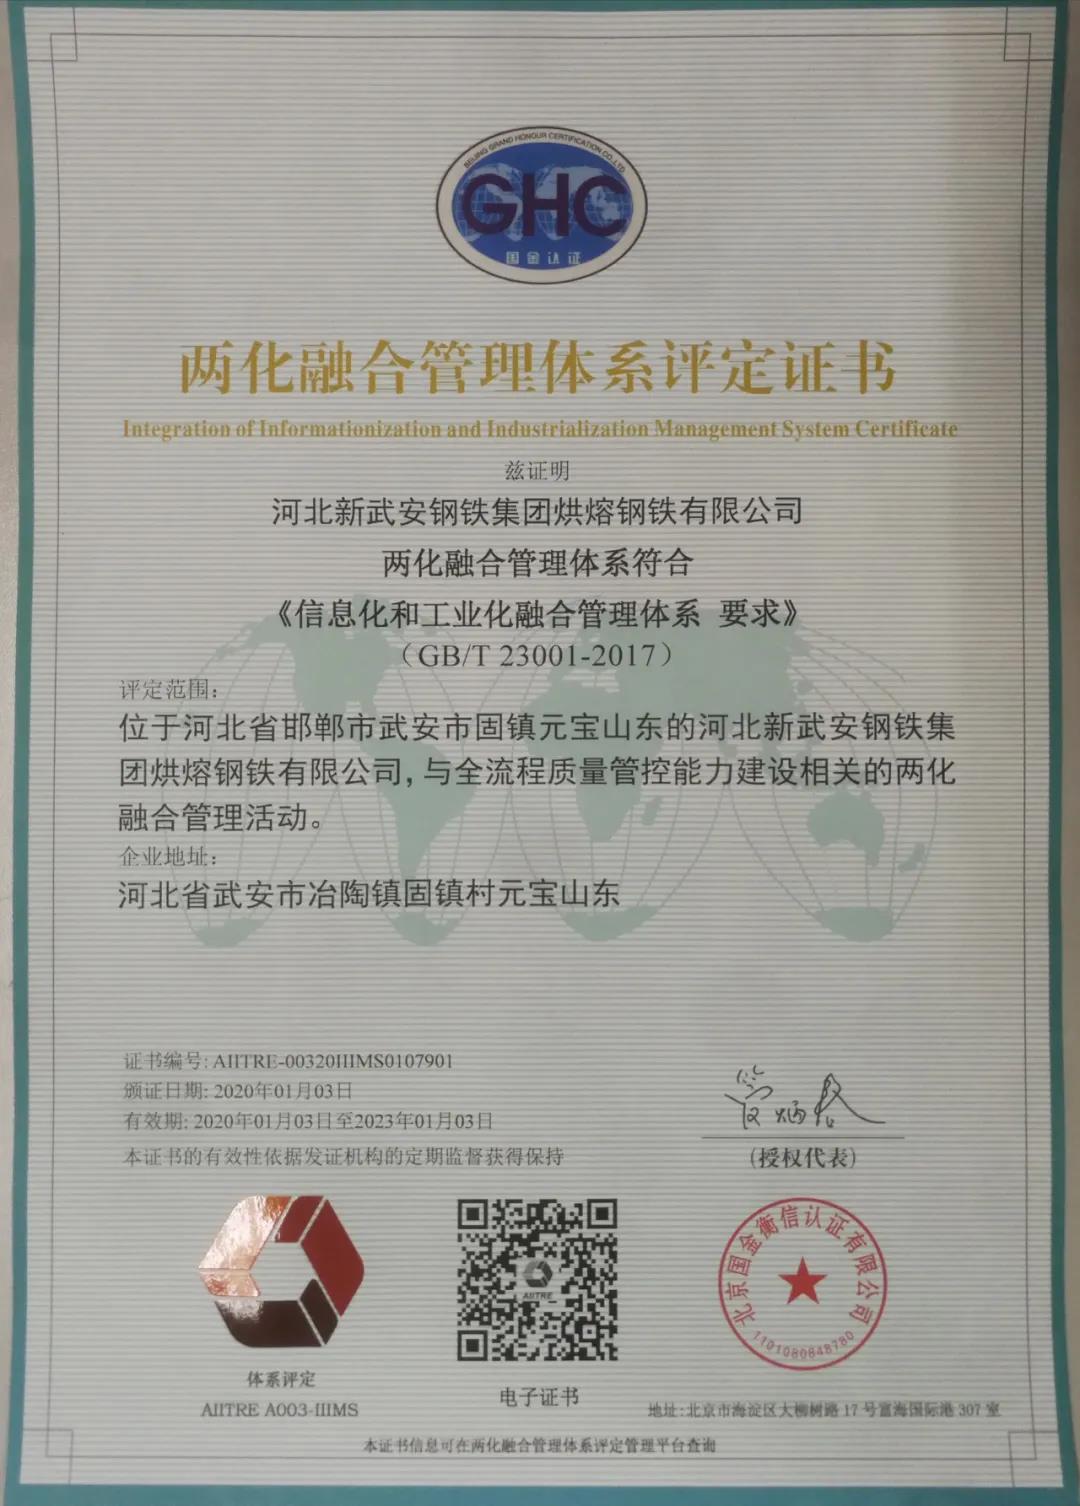 BEIJING GRAND HONOUR CERTIFICATION CO.,LTD
GHC
国金认证
两化融合管理体系评定证书
Integration of Informationization and Industrialization Management System Certificate
兹证明
河北新武安钢铁集团烘熔钢铁有限公司
两化融合管理体系符合
《信息化和工业化融合管理体系 要求》
（GB/T 23001-2017）
评定范围：
位于河北省邯郸市武安市固镇元宝山东的河北新武安钢铁集
团烘熔钢铁有限公司，与全流程质量管控能力建设相关的两化
融合管理活动。
企业地址：
河北省武安市冶陶镇固镇村元宝山东
证书编号: AIITRE-00320IIIMS0107901
颁证日期: 2020年01月03日
有效期: 2020年01月03日至2023年01月03日
本证书的有效性依据发证机构的定期监督获得保持
(授权代表)
体系评定
AIITRE A003-IIIMS
AIITRE
电子证书
北京国金衡信认证有限公司
1101080848780
地址:北京市海淀区大柳树路 17 号富海国际港 307 室
本证书信息可在两化融合管理体系评定管理平台查询